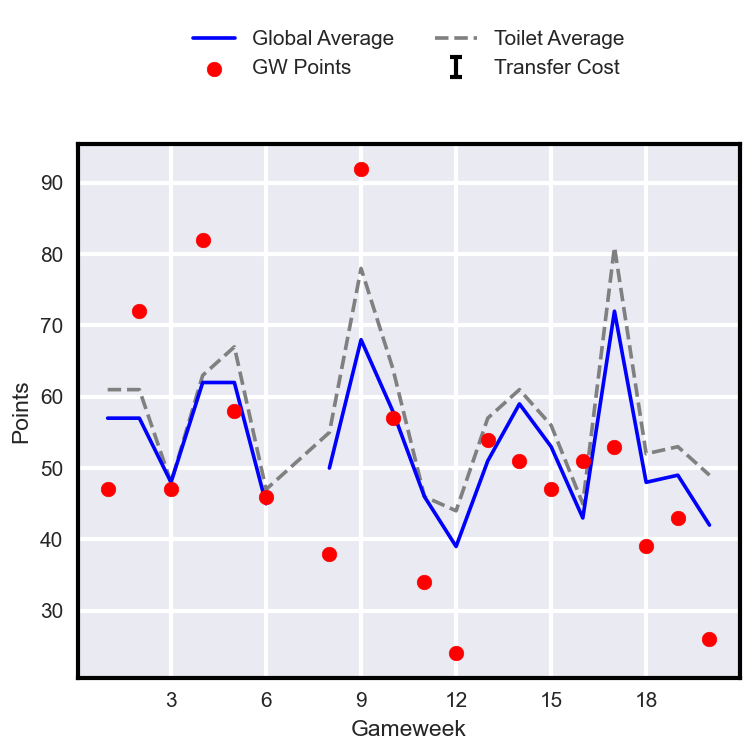 Global Average
Toilet Average
GW Points
Transfer Cost
90
80
70
60
50
40
30
Points
3
6
9
12
15
18
Gameweek